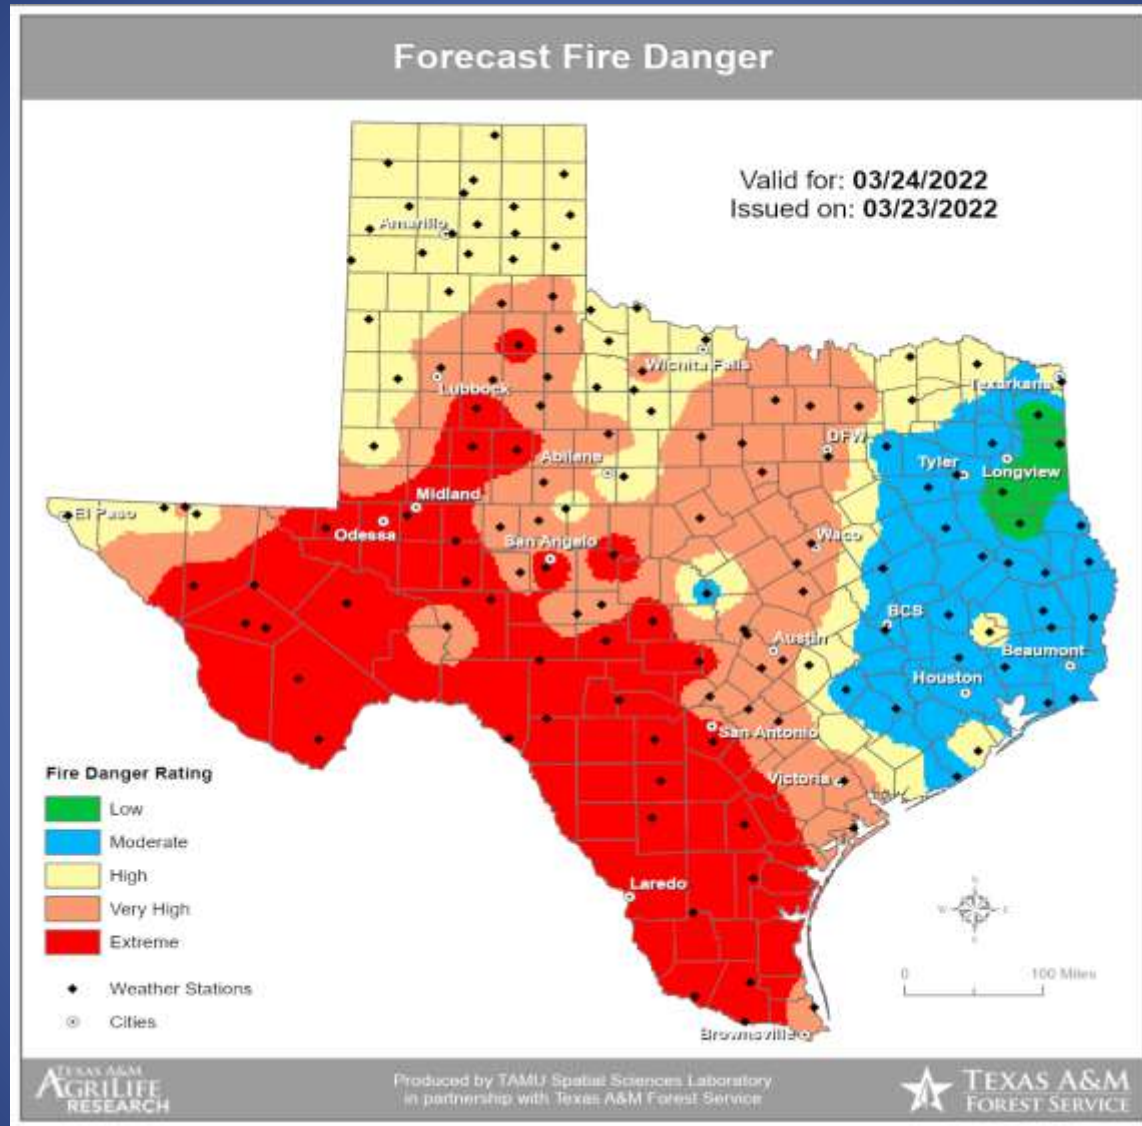 Forecast Fire Danger
Valid for: 03/24/2022
Issued on: 03/23/2022
Amarillo
Wichita Falls
Lubbock
Texarkana
DFW
Abilene
Tyler
Longview
Midland
El Paso
Odessa
San Angelo
Waco
BCS
Austin
Beaumont
Houston
San Antonio
Victoria
Laredo
Brownsville
Fire Danger Rating
Low
Moderate
High
Very High
Extreme
Weather Stations
Cities
N
W E
S
0 100 Miles
TEXAS A&M
AGRILIFE
RESEARCH
Produced by TAMU Spatial Sciences Laboratory
in partnership with Texas A&M Forest Service
TEXAS A&M
FOREST SERVICE